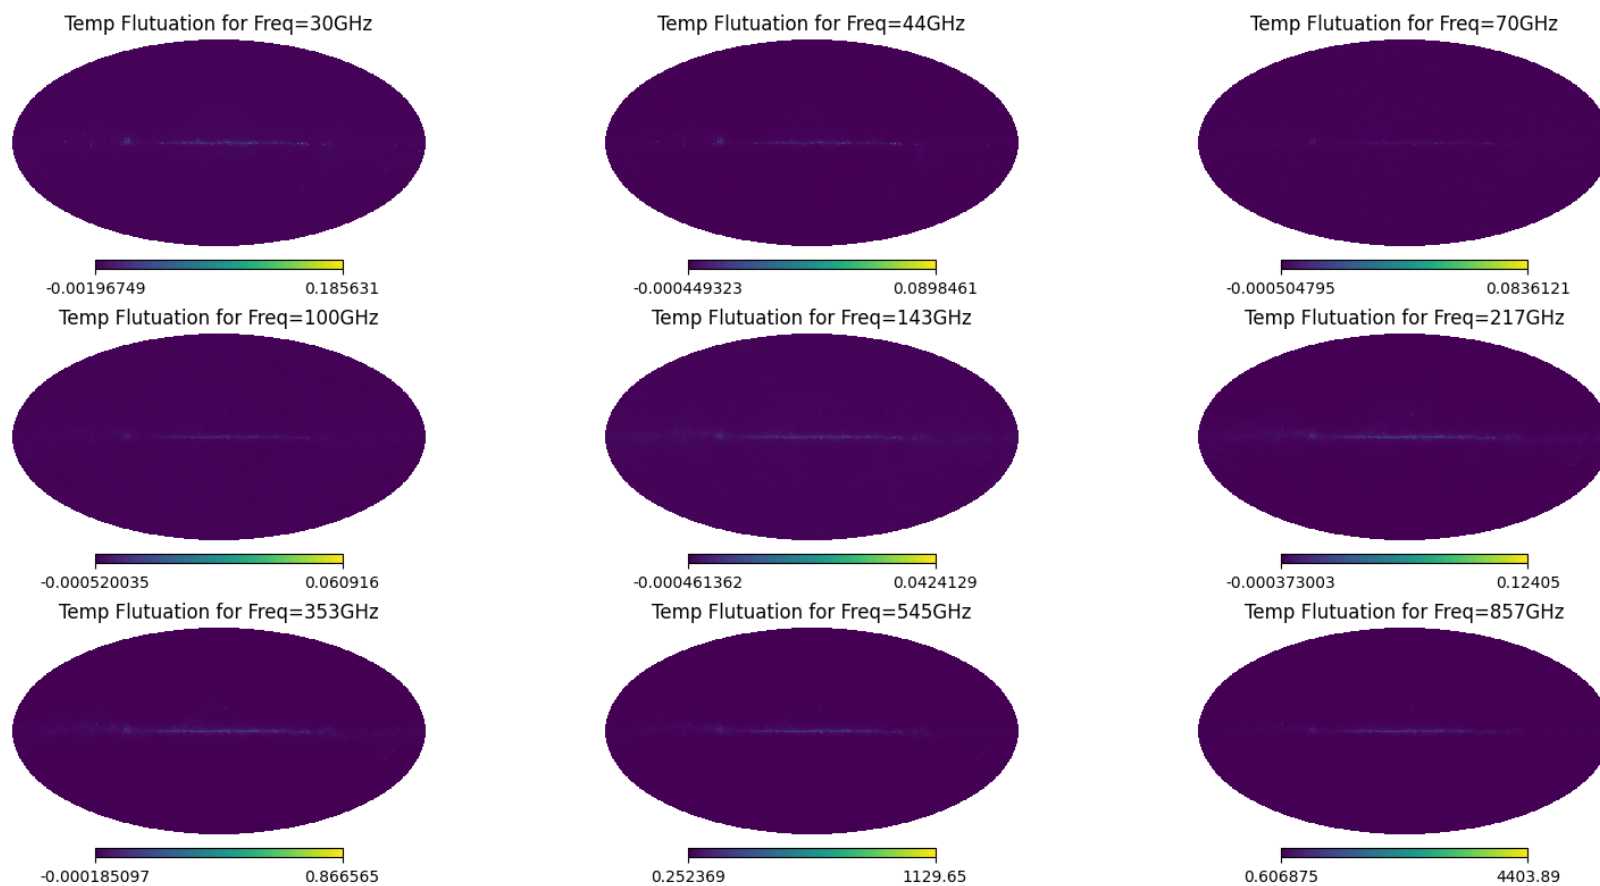 Temp Flutuation for Freq=30GHz
Temp Flutuation for Freq=44GHz
Temp Flutuation for Freq=70GHz
-0.00196749 0.185631
-0.000449323 0.0898461
-0.000504795 0.0836121
Temp Flutuation for Freq=100GHz
Temp Flutuation for Freq=143GHz
Temp Flutuation for Freq=217GHz
-0.000520035 0.060916
-0.000461362 0.0424129
-0.000373003 0.12405
Temp Flutuation for Freq=353GHz
Temp Flutuation for Freq=545GHz
Temp Flutuation for Freq=857GHz
-0.000185097 0.866565
0.252369 1129.65
0.606875 4403.89